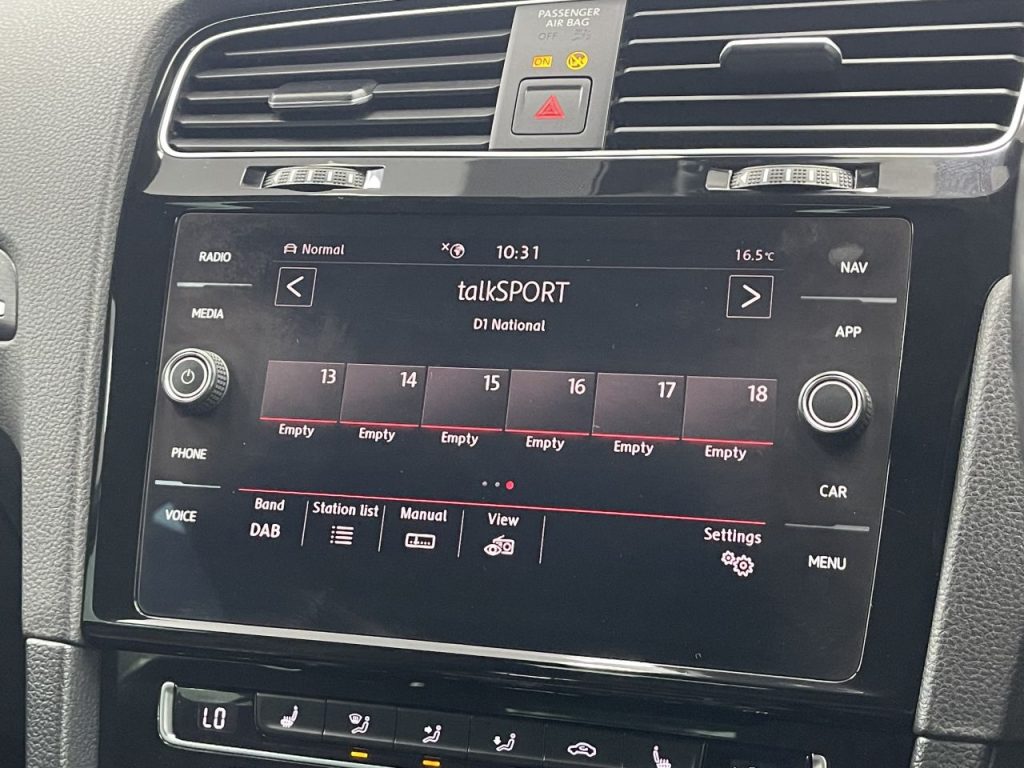 PASSENGER
AIR BAG
OFF
ON
RADIO
MEDIA
PHONE
VOICE
Normal
10:31
16.5°C
<
talkSPORT
>
D1 National
13
14
15
16
17
18
Empty
Empty
Empty
Empty
Empty
Empty
Band
DAB
Station list
Manual
View
Settings
NAV
APP
CAR
MENU
LO